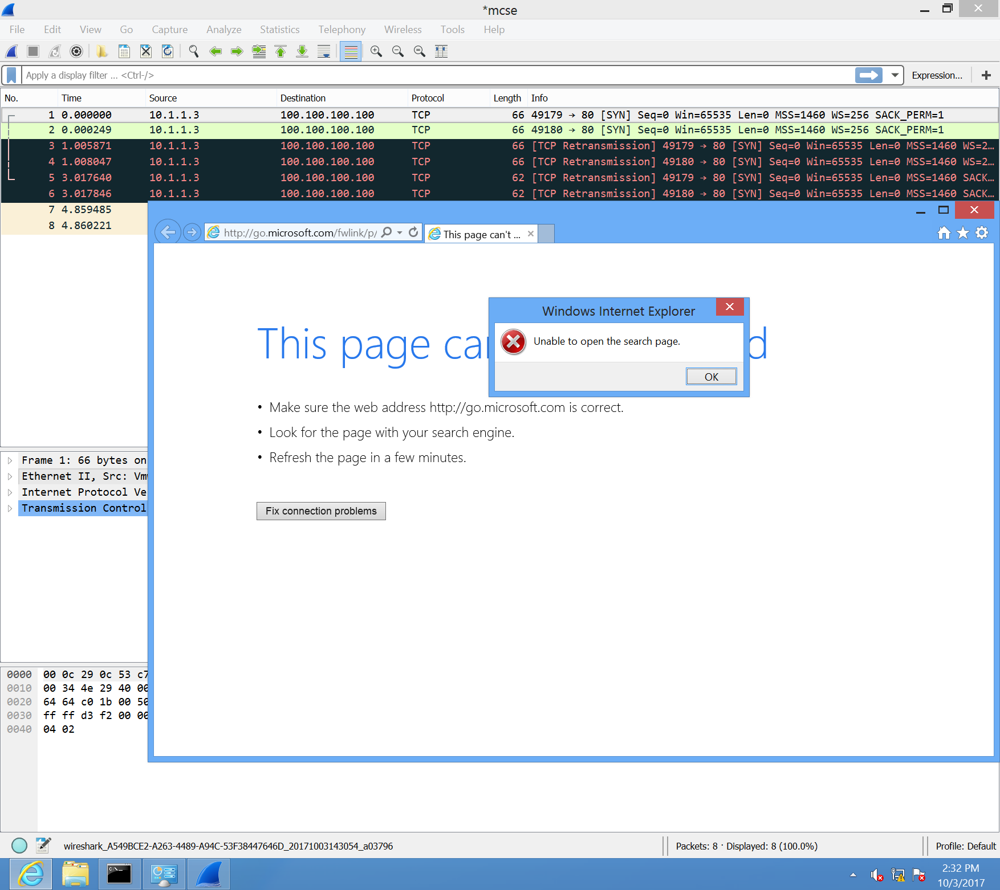 *mcse
File Edit View Go Capture Analyze Statistics Telephony Wireless Tools Help
Apply a display filter ... <Ctrl-/> Expression...
No. Time Source Destination Protocol Length Info
1 0.000000 10.1.1.3 100.100.100.100 TCP 66 49179 → 80 [SYN] Seq=0 Win=65535 Len=0 MSS=1460 WS=256 SACK_PERM=1
2 0.000249 10.1.1.3 100.100.100.100 TCP 66 49180 → 80 [SYN] Seq=0 Win=65535 Len=0 MSS=1460 WS=256 SACK_PERM=1
3 1.005871 10.1.1.3 100.100.100.100 TCP 66 [TCP Retransmission] 49179 → 80 [SYN] Seq=0 Win=65535 Len=0 MSS=1460 WS=2…
4 1.008047 10.1.1.3 100.100.100.100 TCP 66 [TCP Retransmission] 49180 → 80 [SYN] Seq=0 Win=65535 Len=0 MSS=1460 WS=2…
5 3.017640 10.1.1.3 100.100.100.100 TCP 62 [TCP Retransmission] 49179 → 80 [SYN] Seq=0 Win=65535 Len=0 MSS=1460 SACK…
6 3.017846 10.1.1.3 100.100.100.100 TCP 62 [TCP Retransmission] 49180 → 80 [SYN] Seq=0 Win=65535 Len=0 MSS=1460 SACK…
7 4.859485
8 4.860221
http://go.microsoft.com/fwlink/p/ This page can't ...
Windows Internet Explorer
Unable to open the search page.
OK
This page ca d
• Make sure the web address http://go.microsoft.com is correct.
• Look for the page with your search engine.
• Refresh the page in a few minutes.
Fix connection problems
Frame 1: 66 bytes on
Ethernet II, Src: Vm
Internet Protocol Ve
Transmission Control
0000 00 0c 29 0c 53 c7
0010 00 34 4e 29 40 00
0020 64 64 c0 1b 00 50
0030 ff ff d3 f2 00 00
0040 04 02
wireshark_A549BCE2-A263-4489-A94C-53F38447646D_20171003143054_a03796 Packets: 8 · Displayed: 8 (100.0%) Profile: Default
C:\_
2:32 PM
10/3/2017